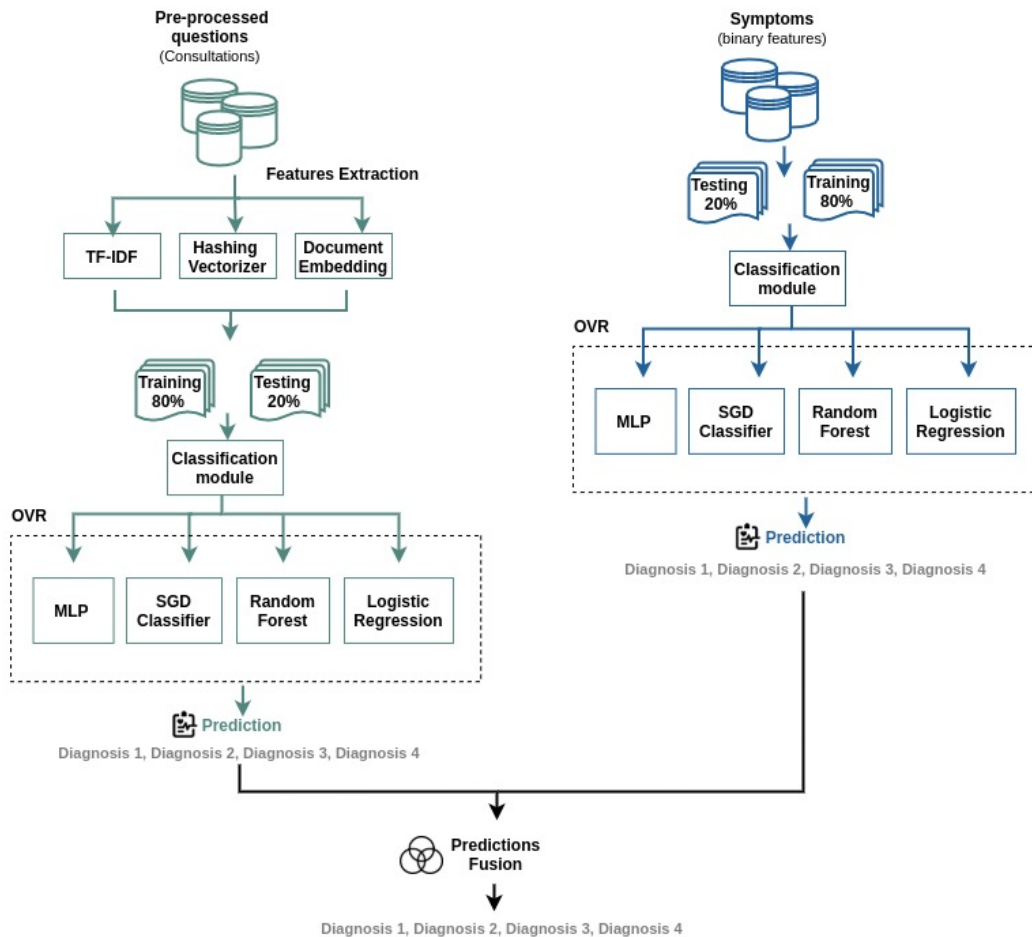 Pre-processed
questions
(Consultations)
Features Extraction
TF-IDF
Hashing
Vectorizer
Document
Embedding
Training
80%
Testing
20%
Classification
module
OVR
MLP
SGD
Classifier
Random
Forest
Logistic
Regression
Prediction
Diagnosis 1, Diagnosis 2, Diagnosis 3, Diagnosis 4
Symptoms
(binary features)
Testing
20%
Training
80%
Classification
module
OVR
MLP
SGD
Classifier
Random
Forest
Logistic
Regression
Prediction
Diagnosis 1, Diagnosis 2, Diagnosis 3, Diagnosis 4
Predictions
Fusion
Diagnosis 1, Diagnosis 2, Diagnosis 3, Diagnosis 4